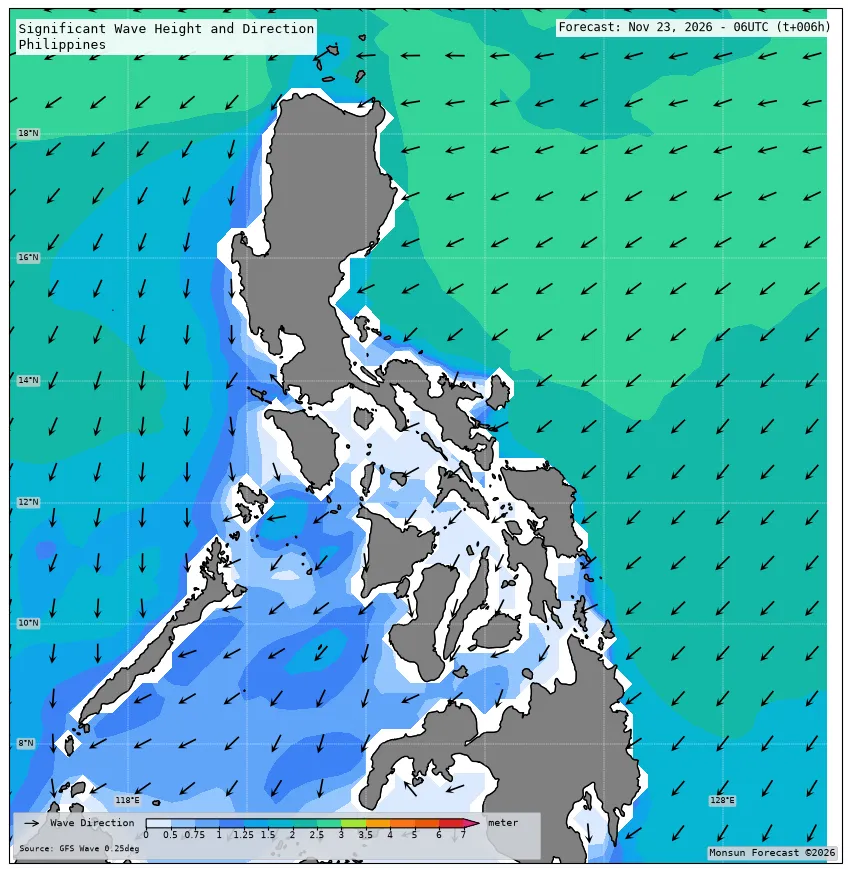 Significant Wave Height and Direction
Philippines
Forecast: Nov 23, 2026 - 06UTC (t+006h)
18°N
16°N
14°N
12°N
10°N
8°N
118°E
128°E
Wave Direction
0 0.5 0.75 1 1.25 1.5 2 2.5 3 3.5 4 5 6 7
meter
Source: GFS Wave 0.25deg
Monsun Forecast ©2026